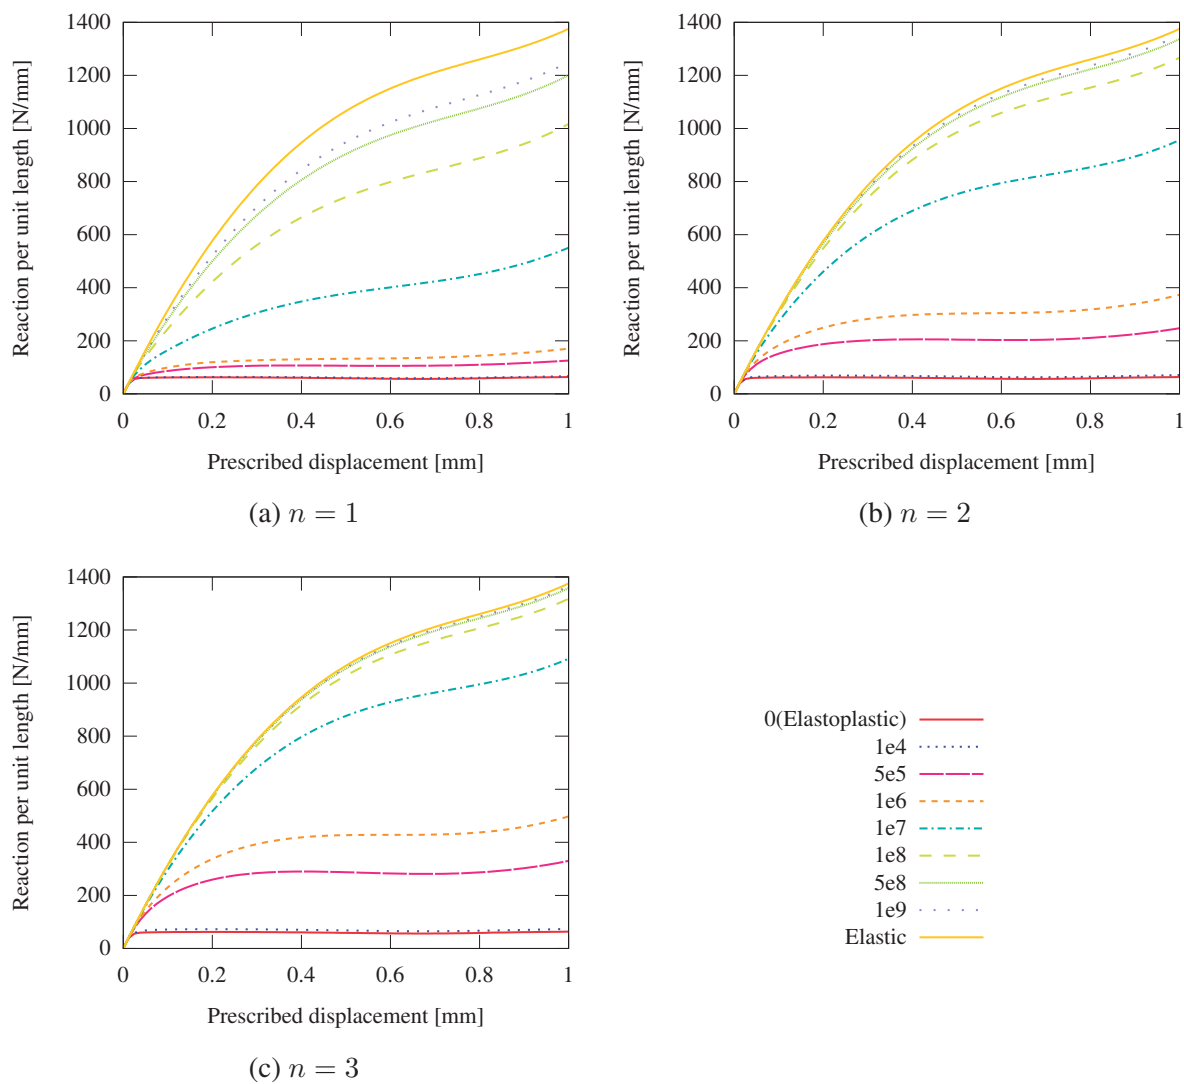 1400
1200
1000
800
600
400
200
0
Reaction per unit length [N/mm]
0 0.2 0.4 0.6 0.8 1
Prescribed displacement [mm]
(a) n = 1
1400
1200
1000
800
600
400
200
0
Reaction per unit length [N/mm]
0 0.2 0.4 0.6 0.8 1
Prescribed displacement [mm]
(b) n = 2
1400
1200
1000
800
600
400
200
0
Reaction per unit length [N/mm]
0 0.2 0.4 0.6 0.8 1
Prescribed displacement [mm]
(c) n = 3
0(Elastoplastic)
1e4
5e5
1e6
1e7
1e8
5e8
1e9
Elastic